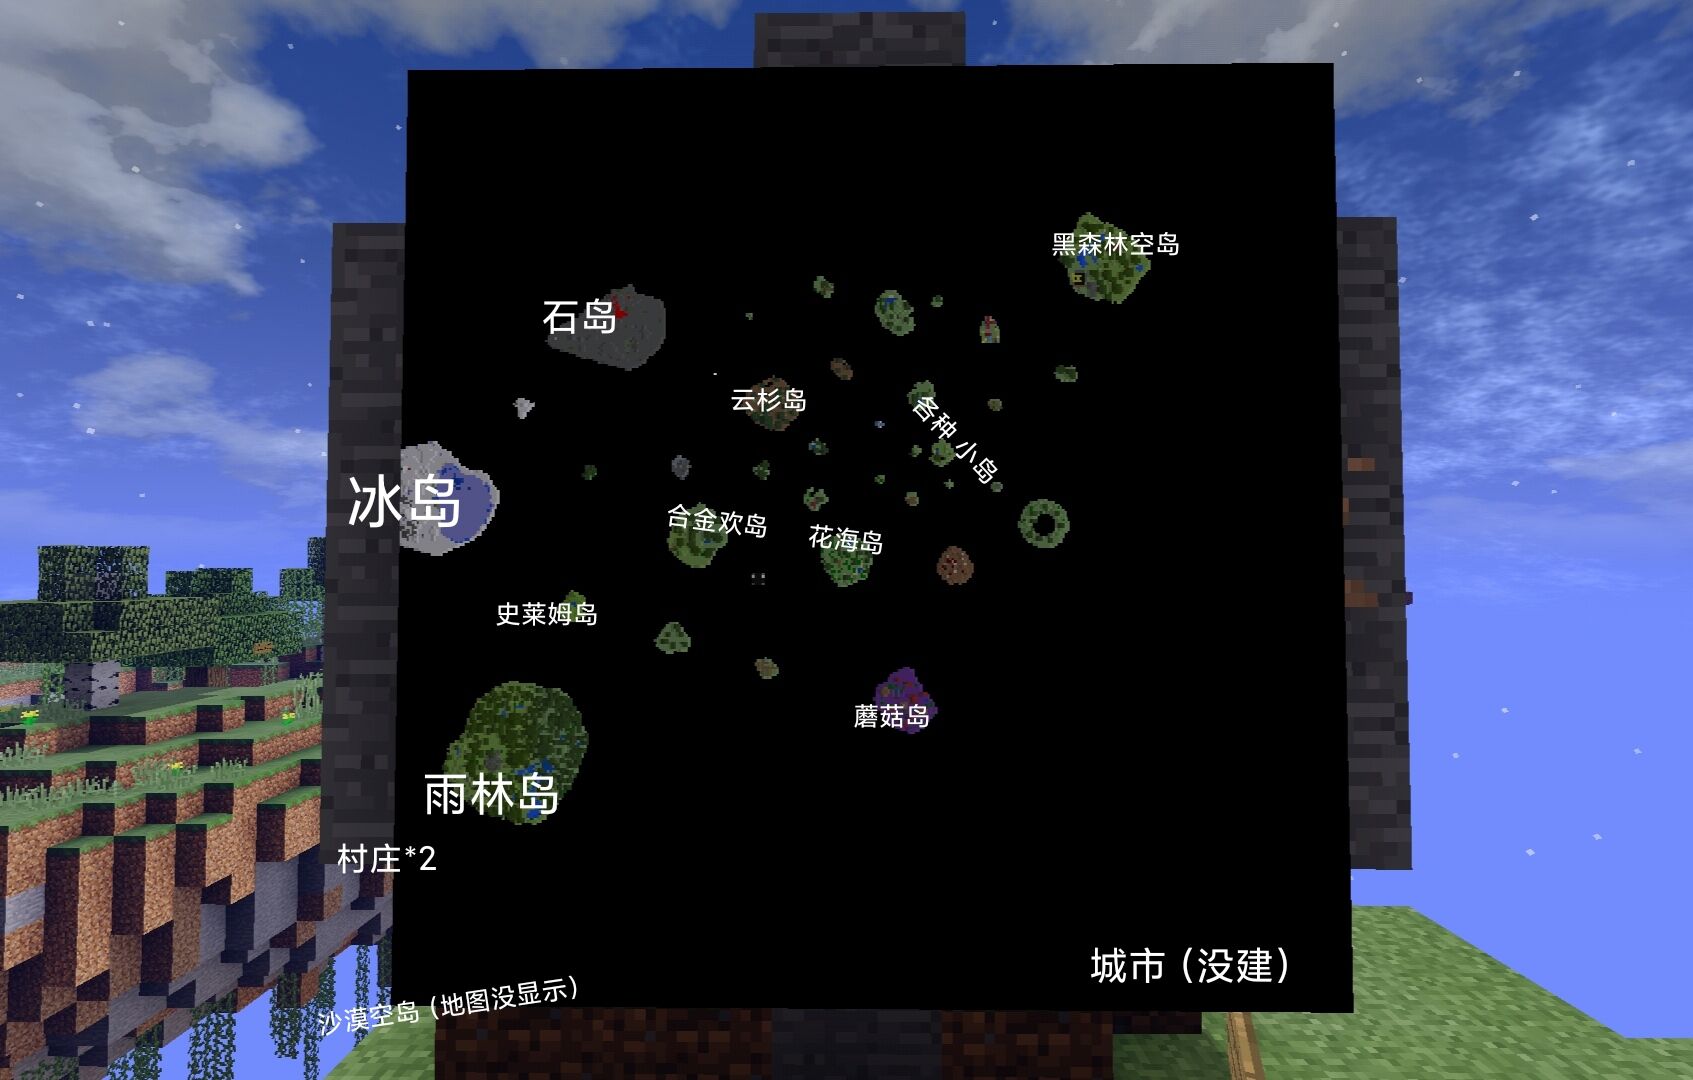 黑森林空岛
石岛
云杉岛
各种 小岛
冰岛
合金欢岛
花海岛
史莱姆岛
蘑菇岛
雨林岛
村庄*2
城市（没建）
沙漠空岛（地图没显示）